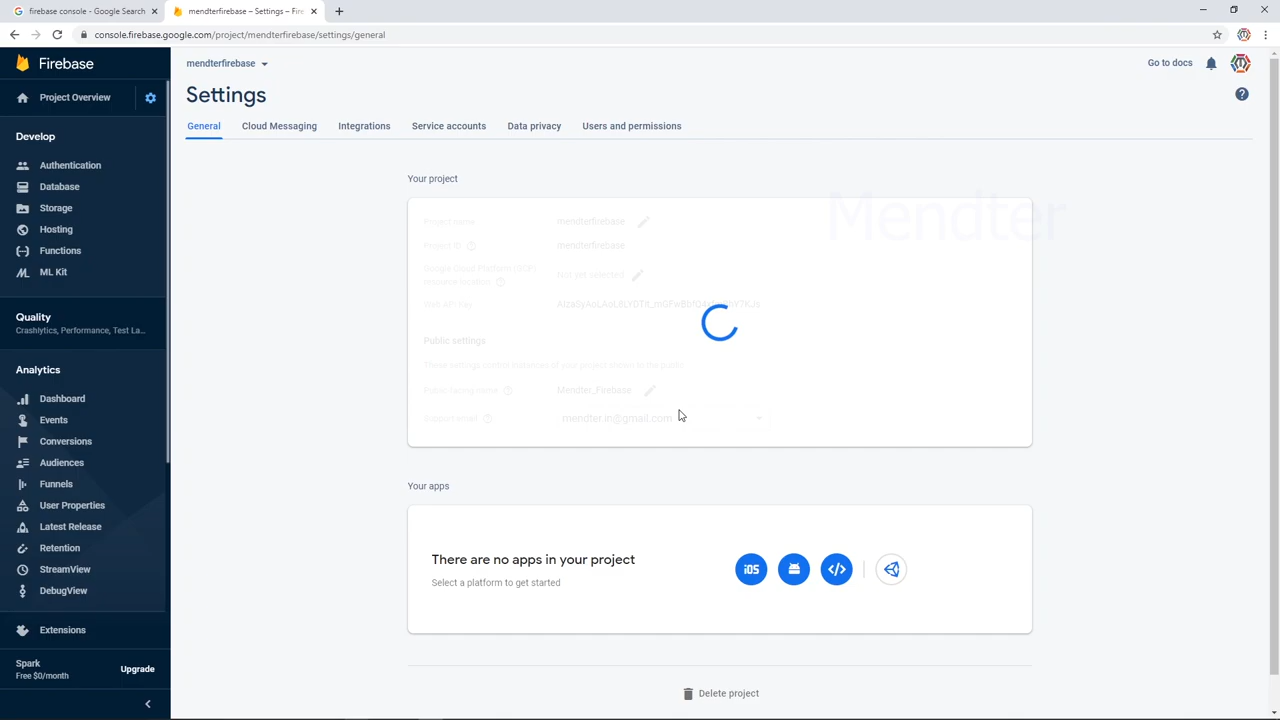 firebase console - Google Search
mendterfirebase – Settings – Fire
console.firebase.google.com/project/mendterfirebase/settings/general
Firebase
mendterfirebase
Go to docs
Project Overview
Settings
General Cloud Messaging Integrations Service accounts Data privacy Users and permissions
Develop
Authentication
Database
Storage
Hosting
Functions
ML Kit
Quality
Crashlytics, Performance, Test La...
Analytics
Dashboard
Events
Conversions
Audiences
Funnels
User Properties
Latest Release
Retention
StreamView
DebugView
Extensions
Spark
Free $0/month
Upgrade
Your project
Mendter
Project name mendterfirebase
Project ID mendterfirebase
Google Cloud Platform (GCP)
resource location
Not yet selected
Web API Key
Public settings
These settings control instances of your project shown to the public
Public-facing name Mendter_Firebase
Support email mendter.in@gmail.com
Your apps
There are no apps in your project
Select a platform to get started
iOS
Delete project